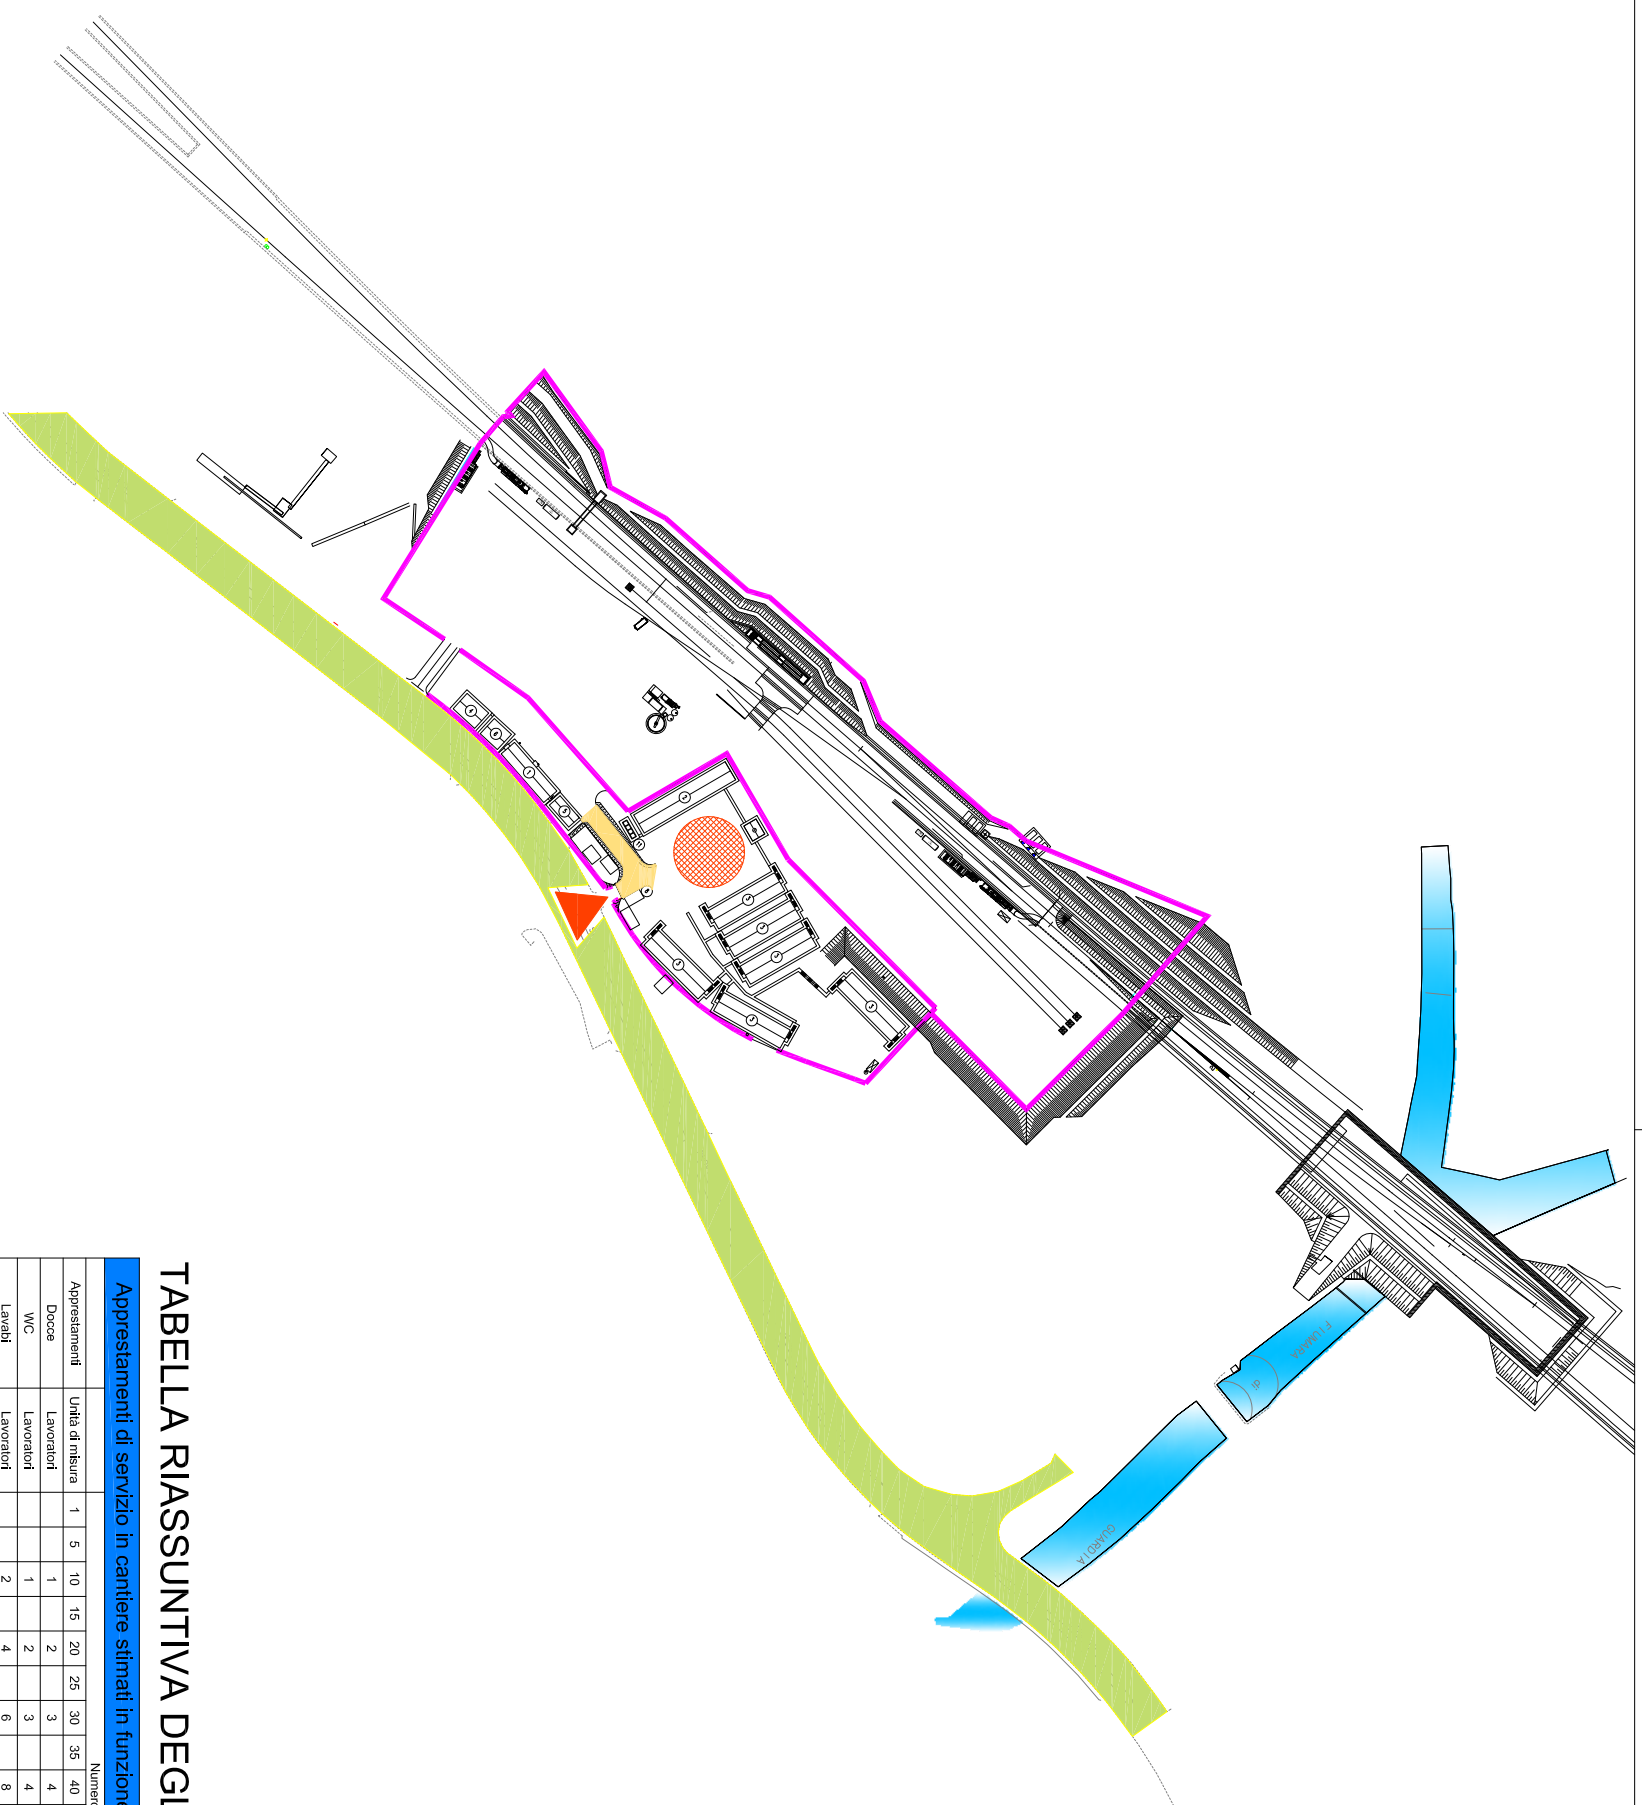 FIUMARA
di
GUARDIA
TABELLA RIASSUNTIVA DEGL
Apprestamenti di servizio in cantiere stimati in funzione
Numero
Apprestamenti Unità di misura 1 5 10 15 20 25 30 35 40
Docce Lavoratori 1 2 3 4
WC Lavoratori 1 2 3 4
Lavabi Lavoratori 2 4 6 8